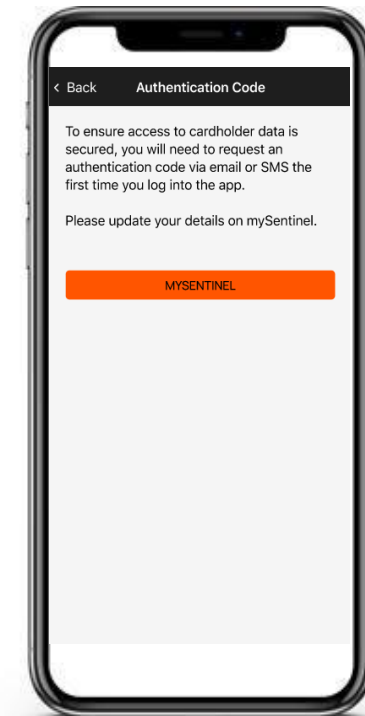 < Back Authentication Code
To ensure access to cardholder data is
secured, you will need to request an
authentication code via email or SMS the
first time you log into the app.
Please update your details on mySentinel.
MYSENTINEL